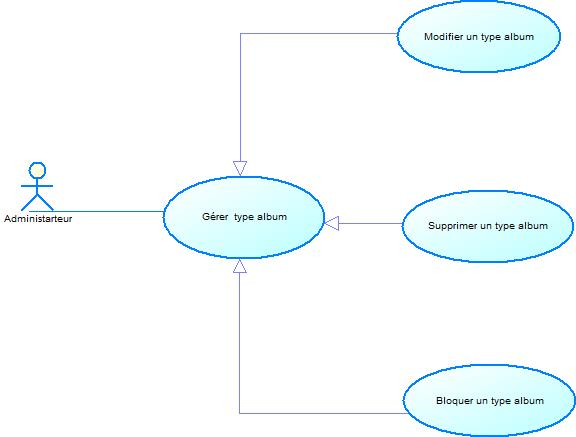 Modifier un type album
Administarteur
Gérer type album
Supprimer un type album
Bloquer un type album